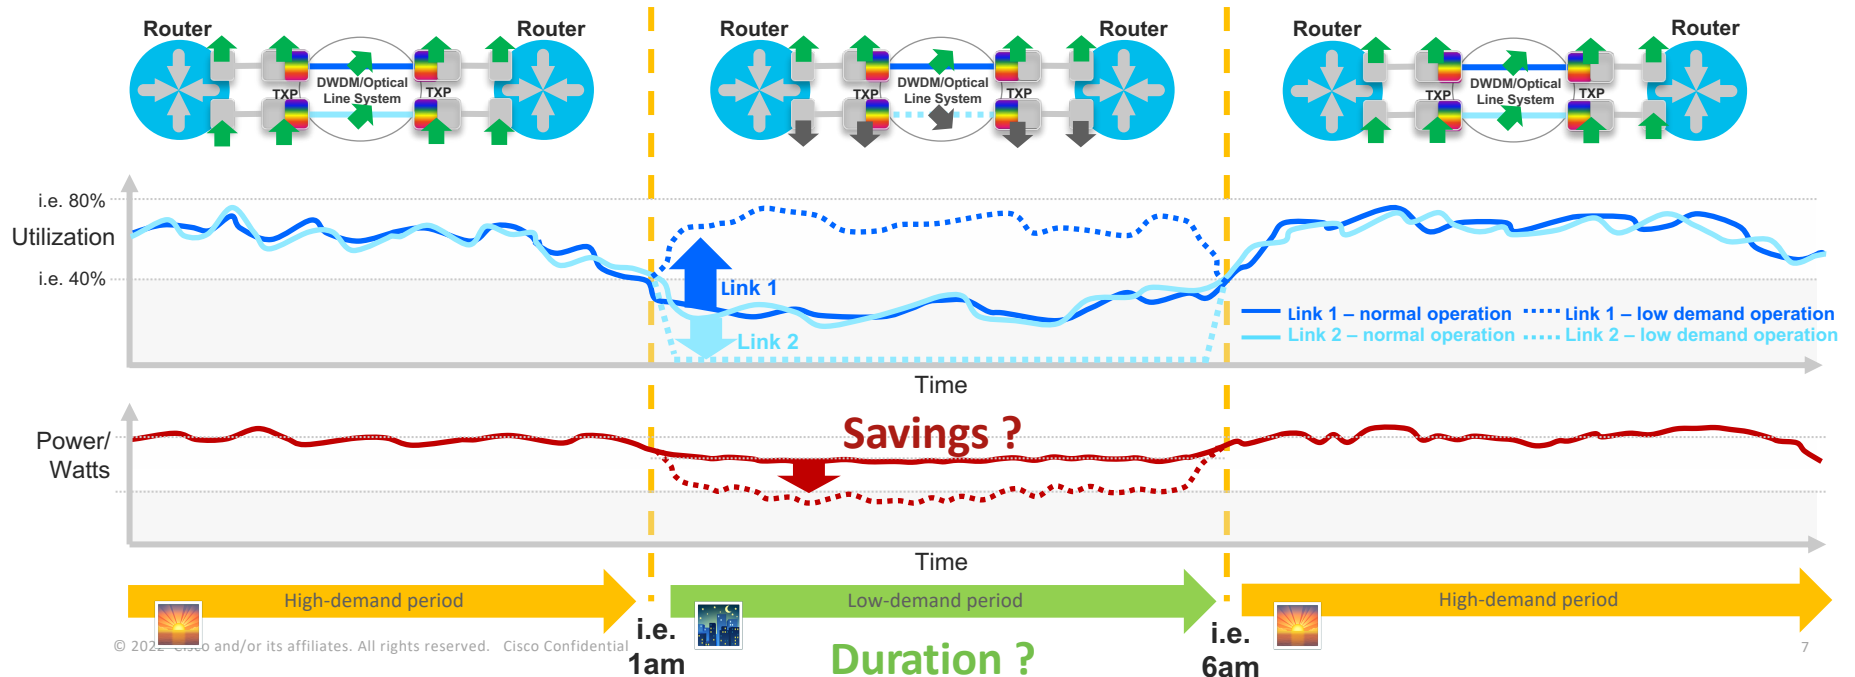 Router
Router
TXP
DWDM/Optical
Line System
TXP
Router
Router
TXP
DWDM/Optical
Line System
TXP
Router
Router
TXP
DWDM/Optical
Line System
TXP
i.e. 80%
Utilization
i.e. 40%
Link 1
Link 2
Link 1 – normal operation
Link 1 – low demand operation
Link 2 – normal operation
Link 2 – low demand operation
Time
Power/
Watts
Savings ?
Time
High-demand period
Low-demand period
High-demand period
i.e.
1am
i.e.
6am
Duration ?
© 2022 Cisco and/or its affiliates. All rights reserved. Cisco Confidential
7